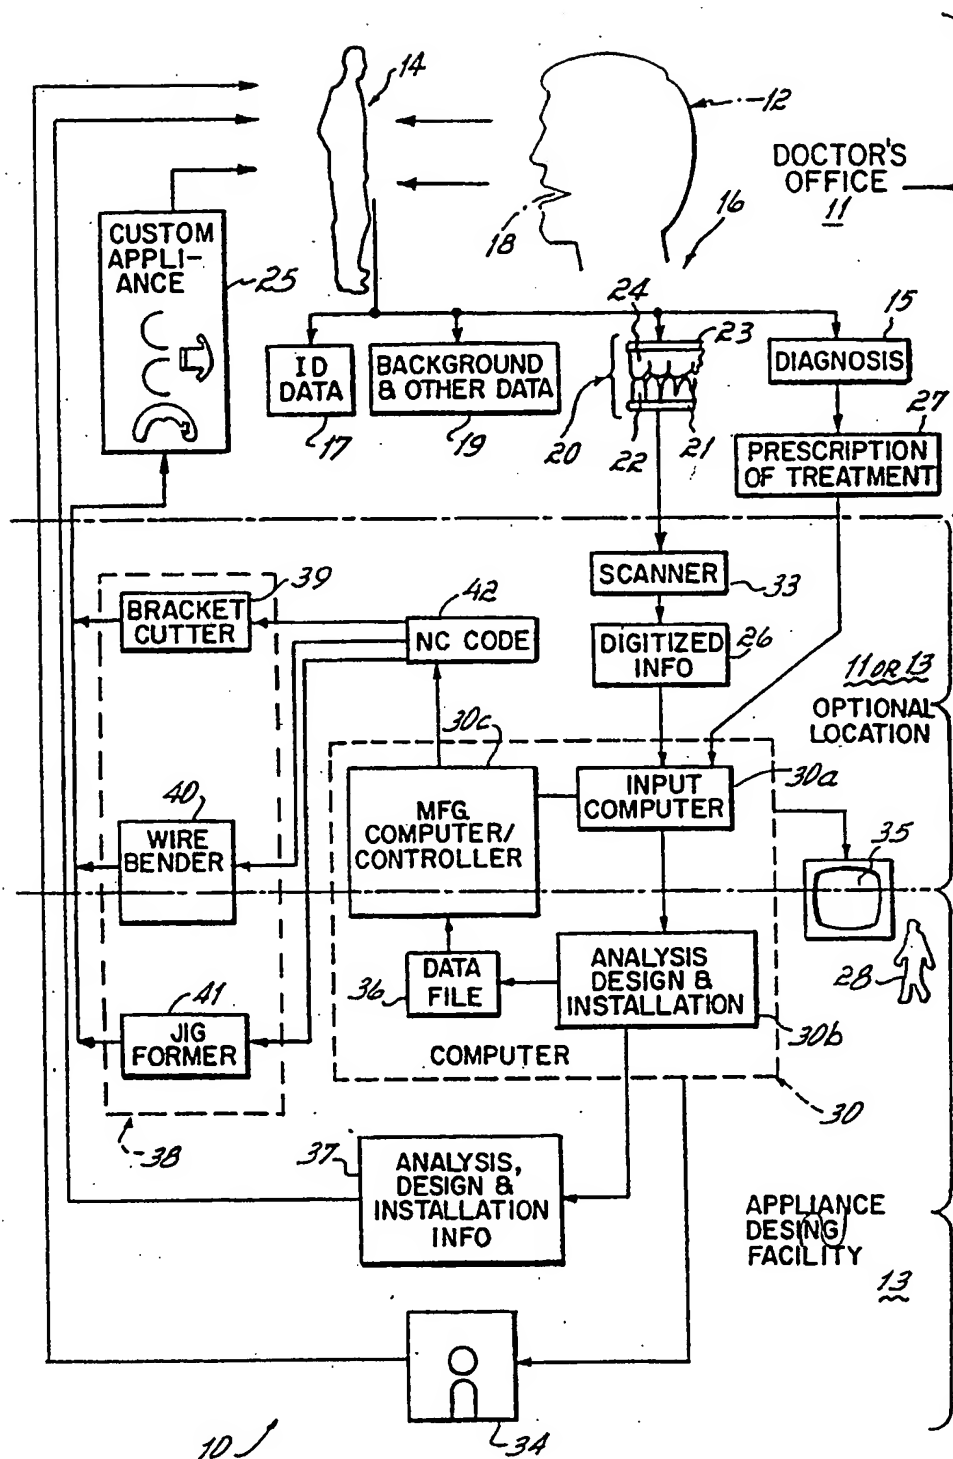 14
12
DOCTOR'S
OFFICE
11
18
16
CUSTOM
APPLI-
ANCE
25
24
23
15
ID
DATA
17
BACKGROUND
& OTHER DATA
19
20
22
21
DIAGNOSIS
27
PRESCRIPTION
OF TREATMENT
SCANNER
33
39
BRACKET
CUTTER
42
NC CODE
DIGITIZED
INFO
26
11 OR 13
OPTIONAL
LOCATION
30c
MFG.
COMPUTER/
CONTROLLER
INPUT
COMPUTER
30a
40
WIRE
BENDER
35
28
36
DATA
FILE
ANALYSIS
DESIGN &
INSTALLATION
30b
41
JIG
FORMER
COMPUTER
30
38
37
ANALYSIS,
DESIGN &
INSTALLATION
INFO
APPLIANCE
DESING
FACILITY
13
10
34